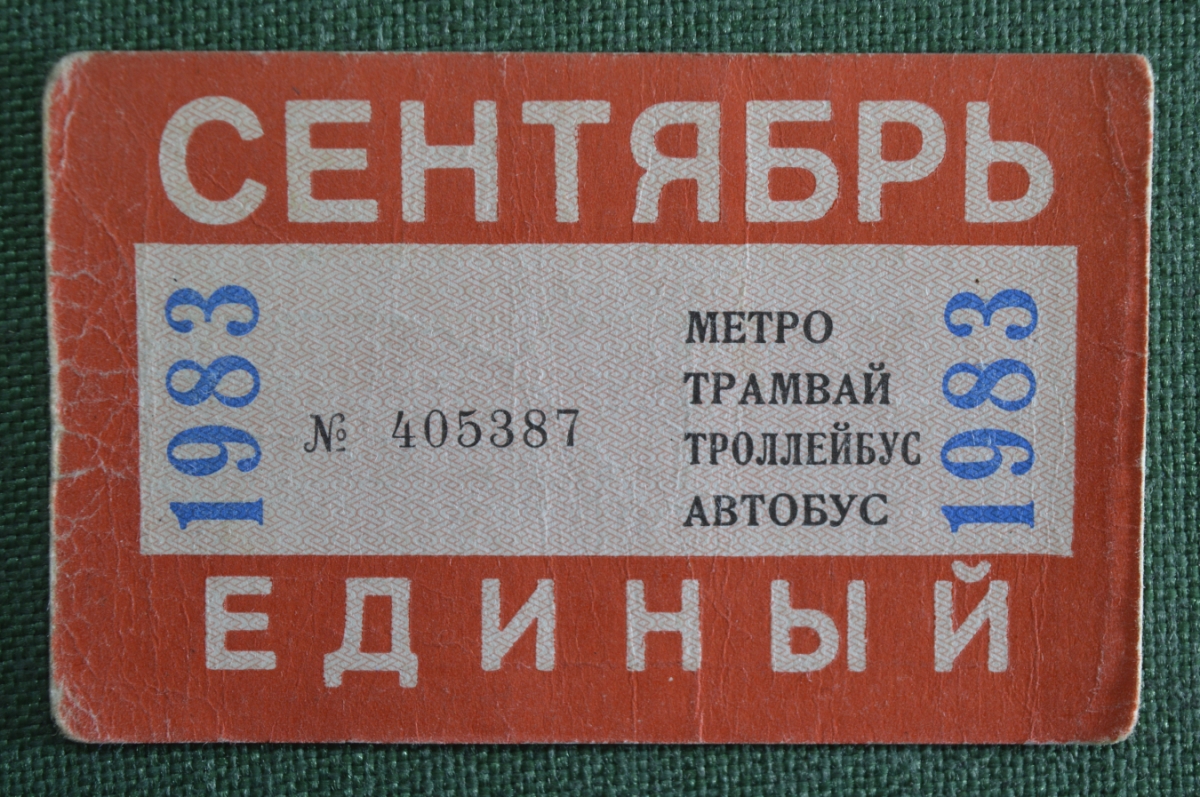 СЕНТЯБРЬ
1983
№ 405387
МЕТРО
ТРАМВАЙ
ТРОЛЛЕЙБУС
АВТОБУС
1983
ЕДИНЫЙ